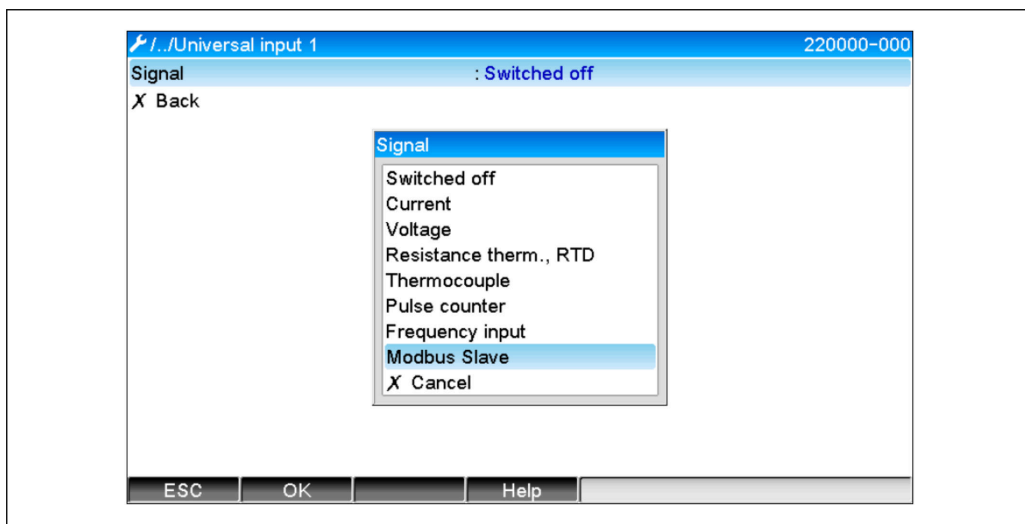 /../Universal input 1 220000-000
Signal : Switched off
X Back
Signal
Switched off
Current
Voltage
Resistance therm., RTD
Thermocouple
Pulse counter
Frequency input
Modbus Slave
X Cancel
ESC OK Help